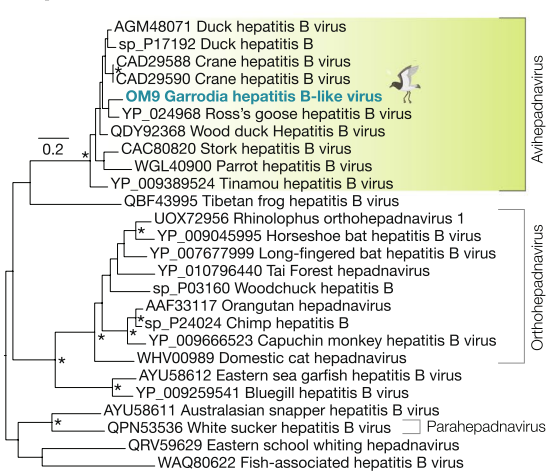 AGM48071 Duck hepatitis B virus
sp_P17192 Duck hepatitis B
CAD29588 Crane hepatitis B virus
*
CAD29590 Crane hepatitis B virus
OM9 Garrodia hepatitis B-like virus
YP_024968 Ross's goose hepatitis B virus
QDY92368 Wood duck Hepatitis B virus
0.2
*
CAC80820 Stork hepatitis B virus
WGL40900 Parrot hepatitis B virus
YP_009389524 Tinamou hepatitis B virus
Avihepadnavirus
QBF43995 Tibetan frog hepatitis B virus
UOX72956 Rhinolophus orthohepadnavirus 1
*
YP_009045995 Horseshoe bat hepatitis B virus
YP_007677999 Long-fingered bat hepatitis B virus
YP_010796440 Tai Forest hepadnavirus
sp_P03160 Woodchuck hepatitis B
AAF33117 Orangutan hepadnavirus
*
sp_P24024 Chimp hepatitis B
*
*
YP_009666523 Capuchin monkey hepatitis B virus
WHV00989 Domestic cat hepadnavirus
Orthohepadnavirus
*
AYU58612 Eastern sea garfish hepatitis B virus
*
YP_009259541 Bluegill hepatitis B virus
AYU58611 Australasian snapper hepatitis B virus
*
QPN53536 White sucker hepatitis B virus
Parahepadnavirus
QRV59629 Eastern school whiting hepadnavirus
WAQ80622 Fish-associated hepatitis B virus